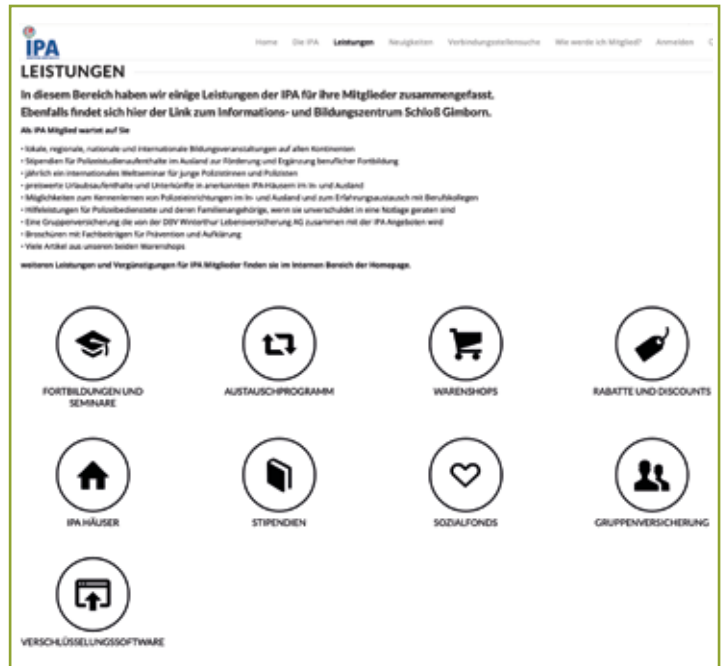 IPA
Home Die IPA Leistungen Neuigkeiten Verbindungsstellensuche Wie werde ich Mitglied? Anmelden
LEISTUNGEN
In diesem Bereich haben wir einige Leistungen der IPA für ihre Mitglieder zusammengefasst.
Ebenfalls findet sich hier der Link zum Informations- und Bildungszentrum Schloß Gimborn.
Als IPA Mitglied wartet auf Sie
• lokale, regionale, nationale und internationale Bildungsveranstaltungen auf allen Kontinenten
• Stipendien für Polizeistudienaufenthalte im Ausland zur Förderung und Ergänzung beruflicher Fortbildung
• jährlich ein internationales Weltseminar für junge Polizistinnen und Polizisten
• preiswerte Urlaubsaufenthalte und Unterkünfte in anerkannten IPA-Häusern im In- und Ausland
• Möglichkeiten zum Kennenlernen von Polizeieinrichtungen im In- und Ausland und zum Erfahrungsaustausch mit Berufskollegen
• Hilfeleistungen für Polizeibedienstete und deren Familienangehörige, wenn sie unverschuldet in eine Notlage geraten sind
• Eine Gruppenversicherung die von der DBV Winterthur Lebensversicherung AG zusammen mit der IPA Angeboten wird
• Broschüren mit Fachbeiträgen für Prävention und Aufklärung
• Viele Artikel aus unseren beiden Warenshops
weiteren Leistungen und Vergünstigungen für IPA Mitglieder finden sie im Internen Bereich der Homepage.
FORTBILDUNGEN UND SEMINARE
AUSTAUSCHPROGRAMM
WARENSHOPS
RABATTE UND DISCOUNTS
IPA HÄUSER
STIPENDIEN
SOZIALFONDS
GRUPPENVERSICHERUNG
VERSCHLÜSSELUNGSSOFTWARE